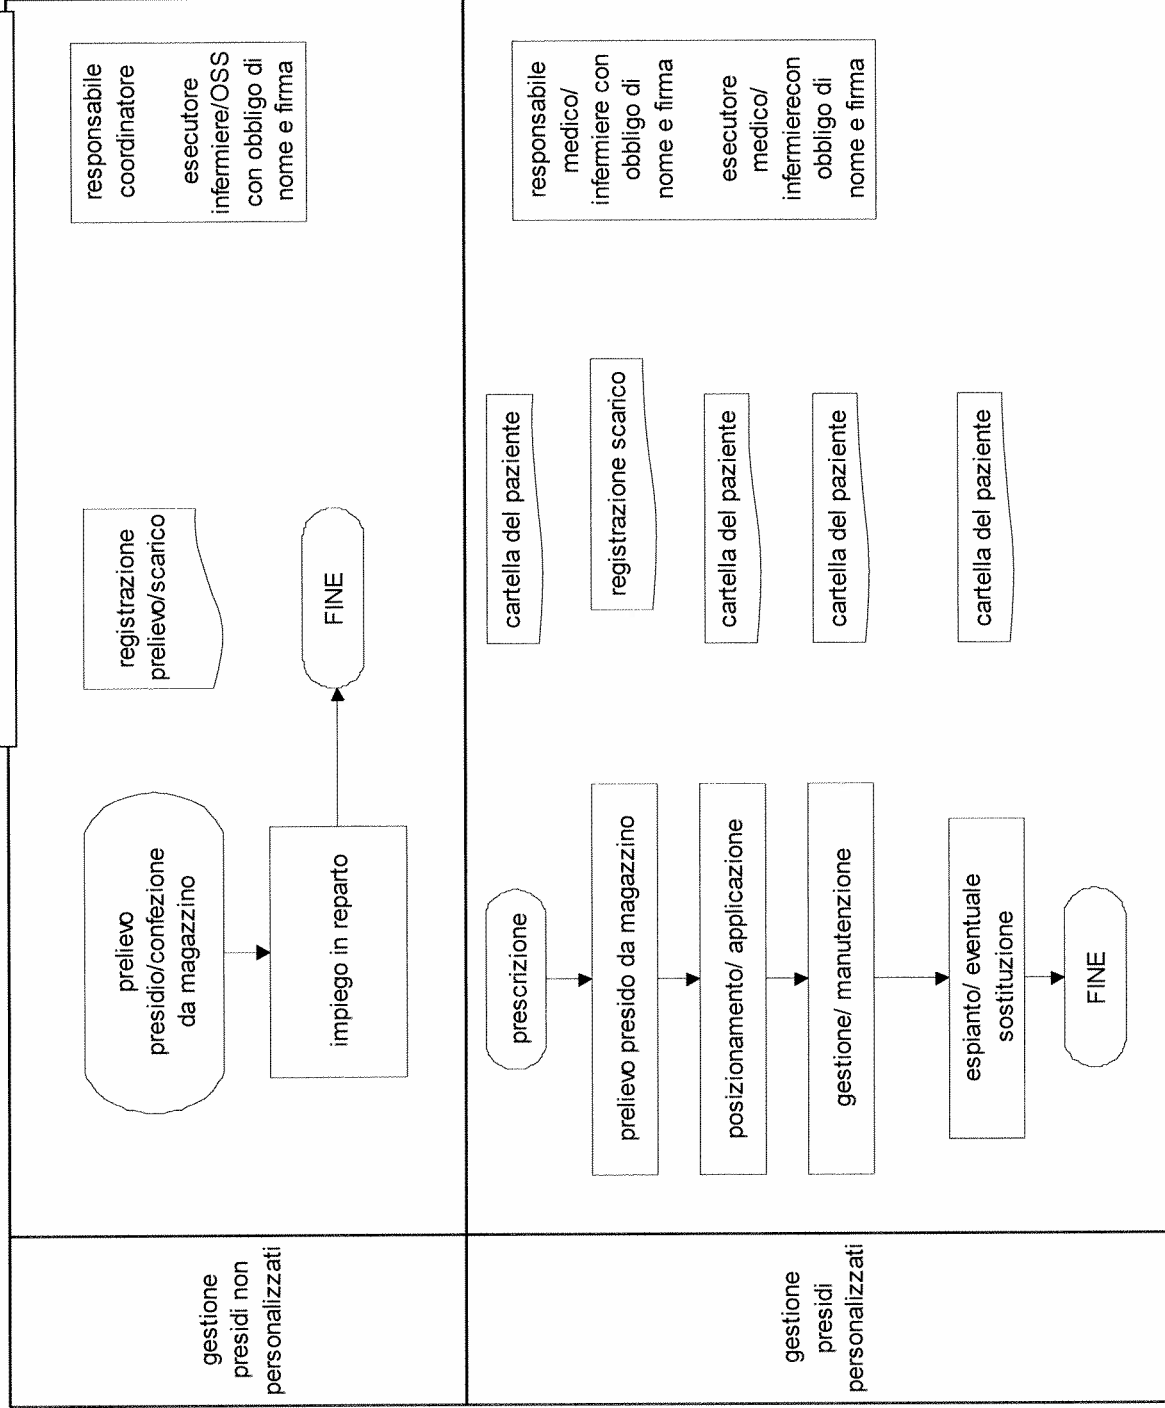 gestione
presidi non
personalizzati
prelievo
presidio/confezione
da magazzino
registrazione
prelievo/scarico
responsabile
coordinatore
esecutore
infermiere/OSS
con obbligo di
nome e firma
impiego in reparto
FINE
gestione
presidi
personalizzati
prescrizione
cartella del paziente
prelievo presido da magazzino
registrazione scarico
posizionamento/ applicazione
cartella del paziente
gestione/ manutenzione
cartella del paziente
espianto/ eventuale
sostituzione
cartella del paziente
FINE
responsabile
medico/
infermiere con
obbligo di
nome e firma
esecutore
medico/
infermierecon
obbligo di
nome e firma